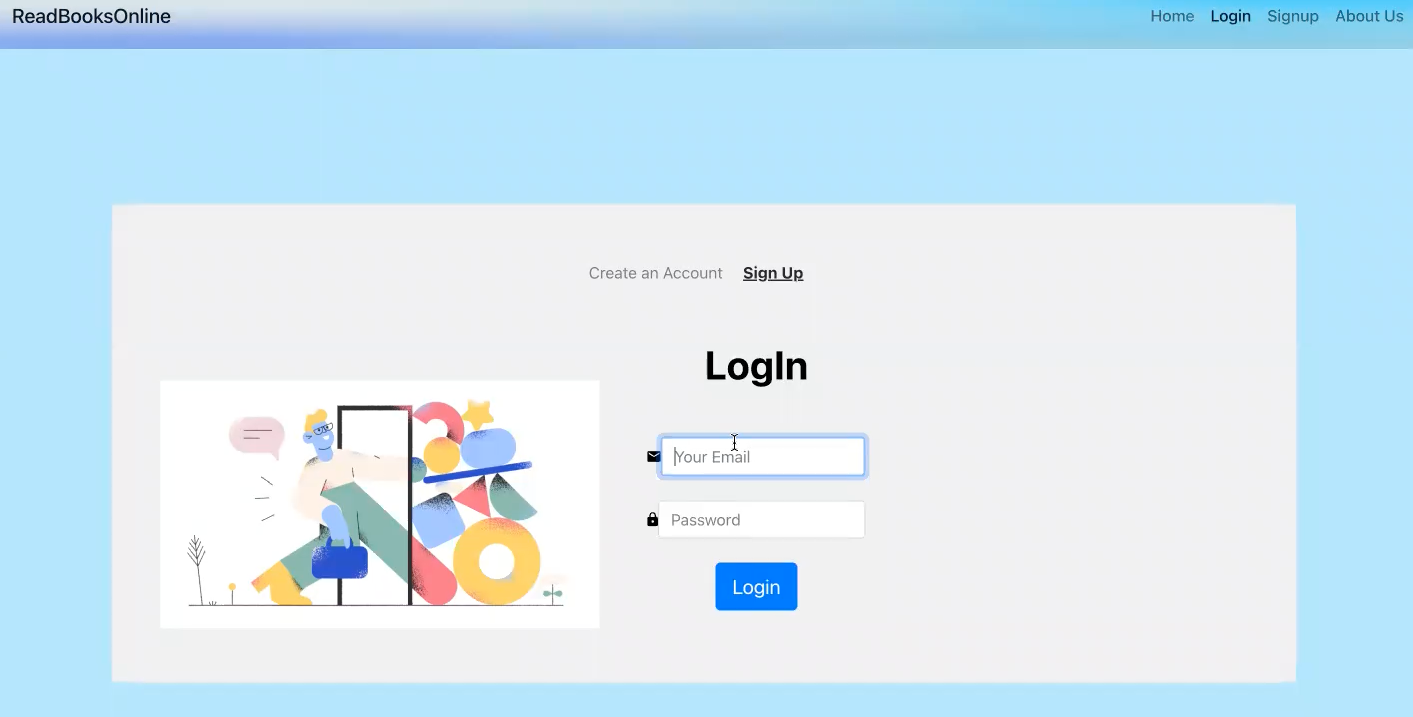 ReadBooksOnline
Home Login Signup About Us
Create an Account Sign Up
LogIn
Your Email
Password
Login